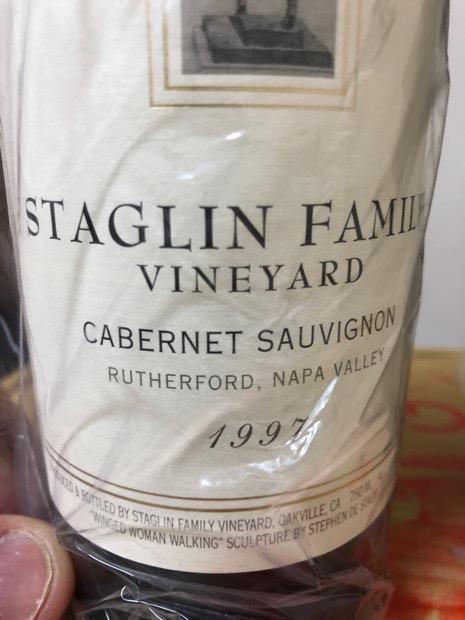 STAGLIN FAMIL
VINEYARD
CABERNET SAUVIGNON
RUTHERFORD, NAPA VALLEY
1997
& BOTTLED BY STAGLIN FAMILY VINEYARD, OAKVILLE, CA 750 ML
"WINGED WOMAN WALKING" SCULPTURE BY STEPHEN DE